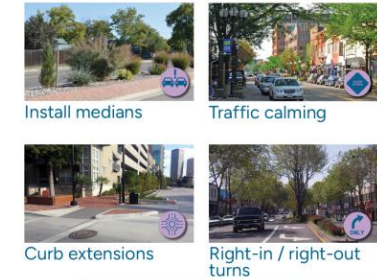 Install medians
Traffic calming
Curb extensions
Right-in / right-out
turns
ONLY